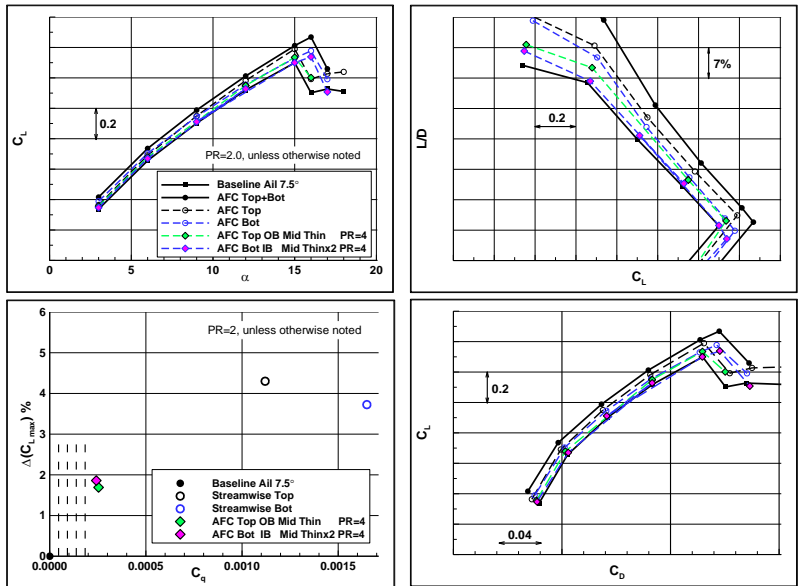 C_L
0.2
PR=2.0, unless otherwise noted
Baseline Ail 7.5°
AFC Top+Bot
AFC Top
AFC Bot
AFC Top OB Mid Thin PR=4
AFC Bot IB Mid Thinx2 PR=4
0 5 10 15 20
α
L/D
7%
0.2
C_L
Δ(C_L max) %
6
5
4
3
2
1
0
PR=2, unless otherwise noted
Baseline Ail 7.5°
Streamwise Top
Streamwise Bot
AFC Top OB Mid Thin PR=4
AFC Bot IB Mid Thinx2 PR=4
0.0000 0.0005 0.0010 0.0015
C_q
C_L
0.2
0.04
C_D